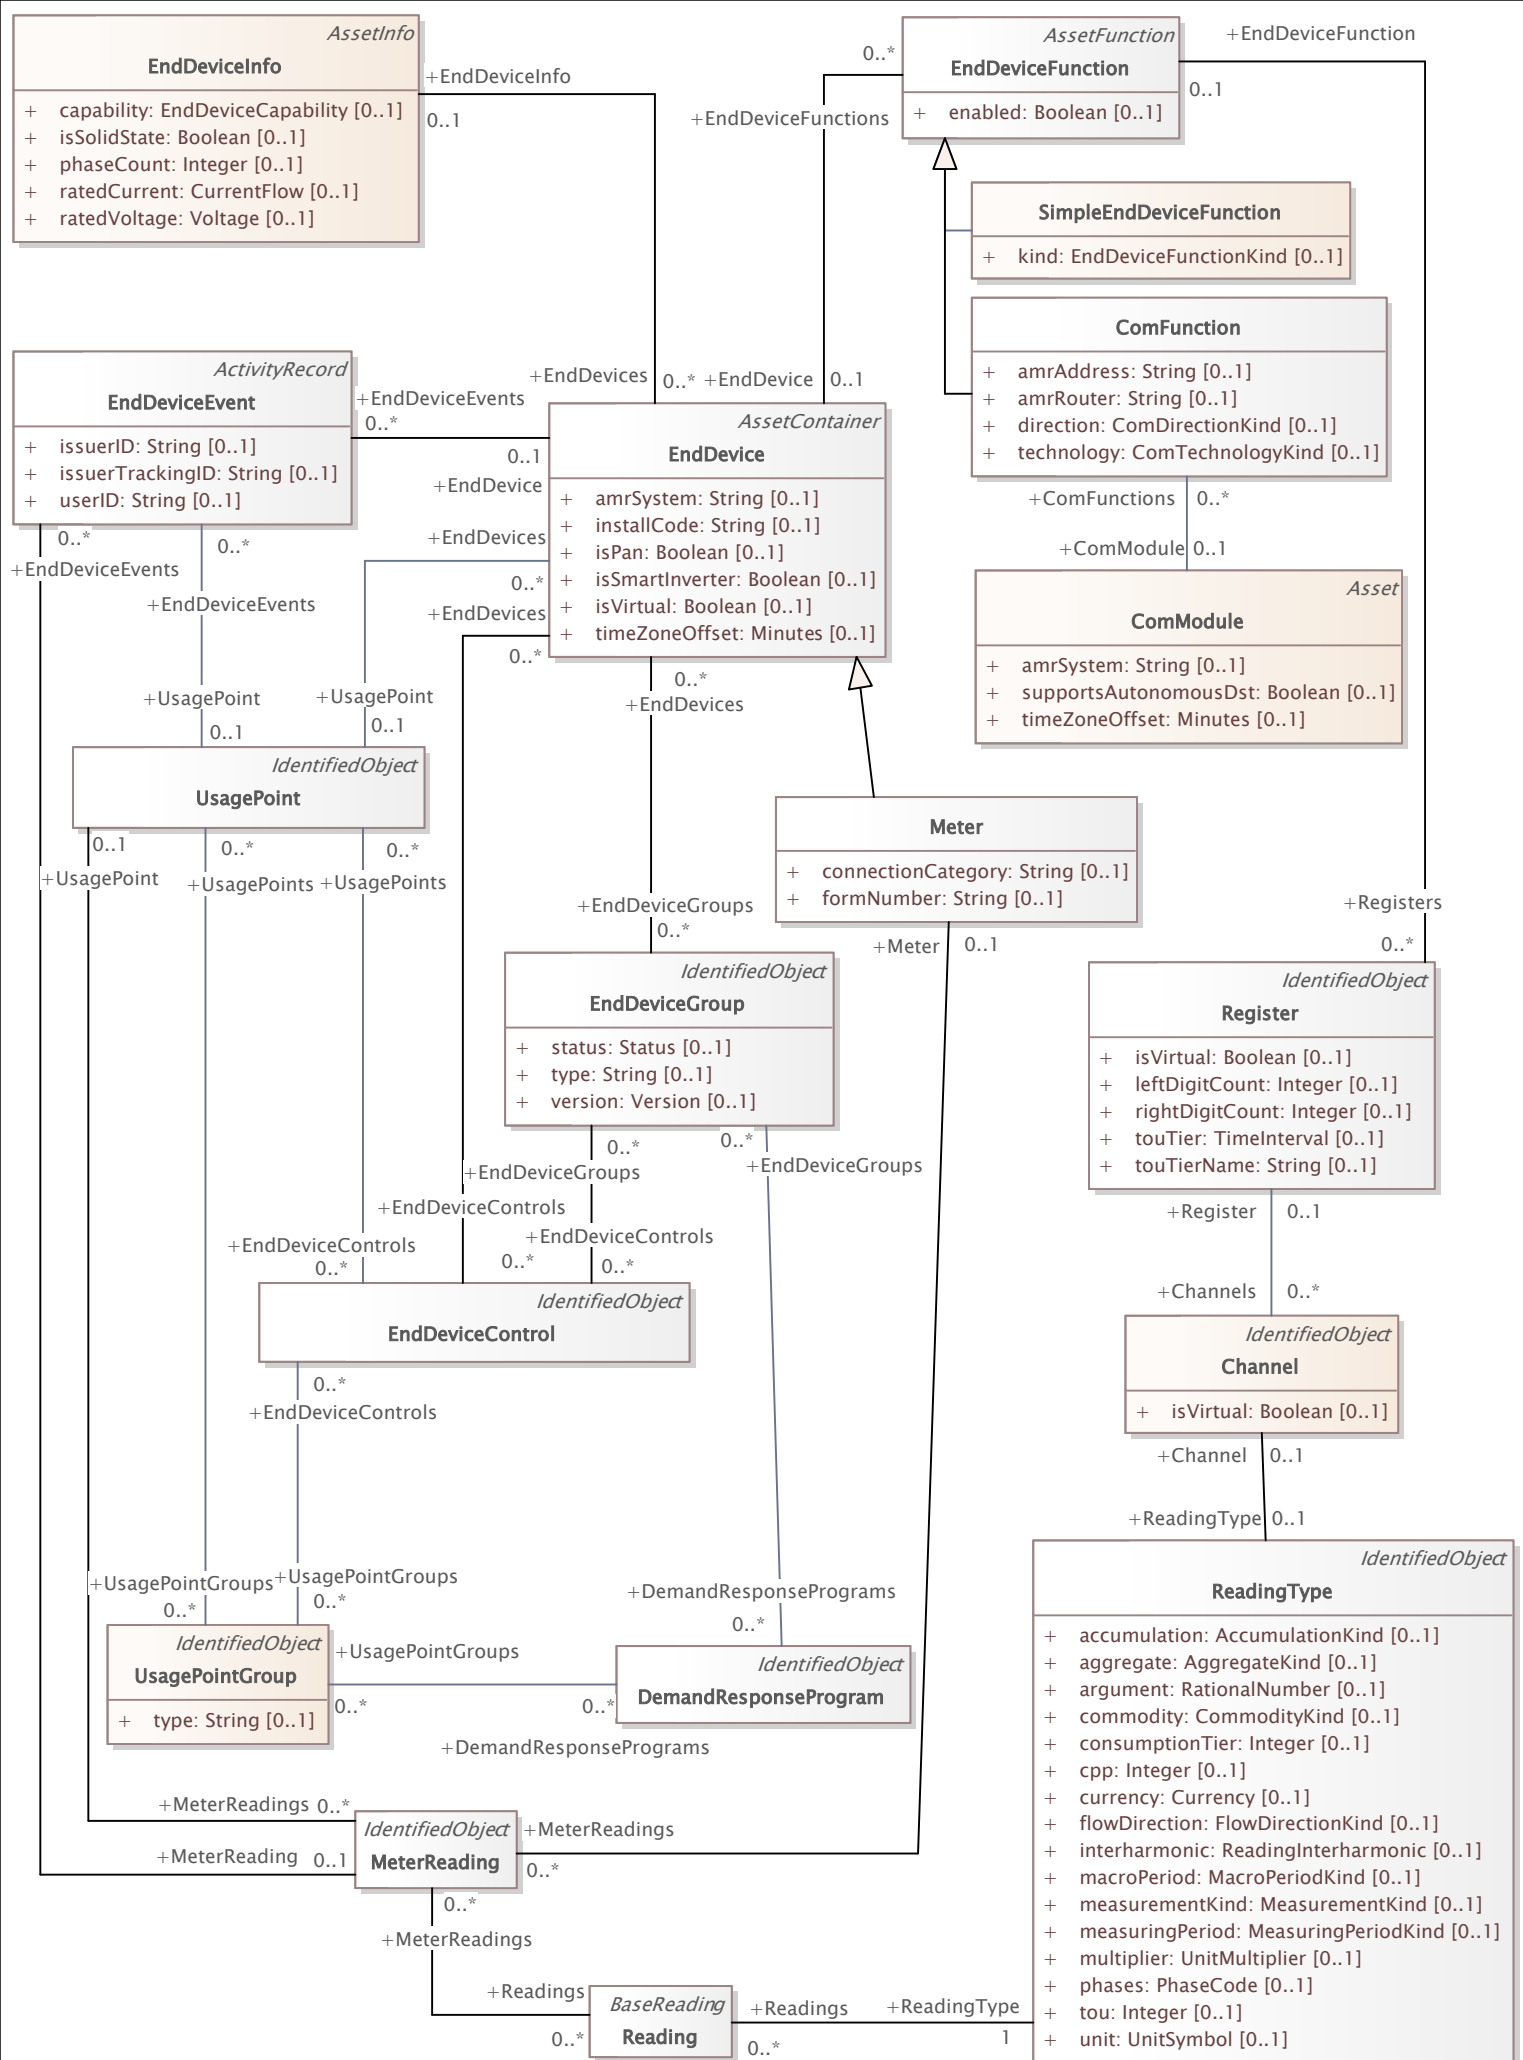 AssetInfo
EndDeviceInfo
+ capability: EndDeviceCapability [0..1]
+ isSolidState: Boolean [0..1]
+ phaseCount: Integer [0..1]
+ ratedCurrent: CurrentFlow [0..1]
+ ratedVoltage: Voltage [0..1]
+EndDeviceInfo
0..1
0..*
+EndDeviceFunctions
AssetFunction
EndDeviceFunction
+ enabled: Boolean [0..1]
+EndDeviceFunction
0..1
SimpleEndDeviceFunction
+ kind: EndDeviceFunctionKind [0..1]
ComFunction
+ amrAddress: String [0..1]
+ amrRouter: String [0..1]
+ direction: ComDirectionKind [0..1]
+ technology: ComTechnologyKind [0..1]
+ComFunctions 0..*
+ComModule 0..1
Asset
ComModule
+ amrSystem: String [0..1]
+ supportsAutonomousDst: Boolean [0..1]
+ timeZoneOffset: Minutes [0..1]
ActivityRecord
EndDeviceEvent
+ issuerID: String [0..1]
+ issuerTrackingID: String [0..1]
+ userID: String [0..1]
+EndDeviceEvents
0..*
0..1
+EndDevice
+EndDevices 0..*
+EndDevice 0..1
AssetContainer
EndDevice
+ amrSystem: String [0..1]
+ installCode: String [0..1]
+ isPan: Boolean [0..1]
+ isSmartInverter: Boolean [0..1]
+ isVirtual: Boolean [0..1]
+ timeZoneOffset: Minutes [0..1]
+EndDevices
0..*
+EndDevices
0..*
0..*
+EndDevices
0..*
+EndDeviceEvents
0..*
+EndDeviceEvents
+UsagePoint
0..1
+UsagePoint
0..1
IdentifiedObject
UsagePoint
0..1
+UsagePoint
0..*
+UsagePoints
0..*
+UsagePoints
Meter
+ connectionCategory: String [0..1]
+ formNumber: String [0..1]
+Meter 0..1
+EndDeviceGroups
0..*
IdentifiedObject
EndDeviceGroup
+ status: Status [0..1]
+ type: String [0..1]
+ version: Version [0..1]
0..*
+EndDeviceGroups
0..*
+EndDeviceGroups
+Registers
0..*
IdentifiedObject
Register
+ isVirtual: Boolean [0..1]
+ leftDigitCount: Integer [0..1]
+ rightDigitCount: Integer [0..1]
+ touTier: TimeInterval [0..1]
+ touTierName: String [0..1]
+Register 0..1
+Channels 0..*
IdentifiedObject
Channel
+ isVirtual: Boolean [0..1]
+Channel 0..1
+ReadingType 0..1
+EndDeviceControls
0..*
+EndDeviceControls
0..*
+EndDeviceControls
0..*
IdentifiedObject
EndDeviceControl
0..*
+EndDeviceControls
+UsagePointGroups
0..*
+UsagePointGroups
0..*
IdentifiedObject
UsagePointGroup
+ type: String [0..1]
+UsagePointGroups
0..*
+DemandResponsePrograms
0..*
0..*
+DemandResponsePrograms
IdentifiedObject
DemandResponseProgram
+MeterReadings 0..*
+MeterReading 0..1
IdentifiedObject
MeterReading
+MeterReadings
0..*
0..*
+MeterReadings
+Readings
0..*
BaseReading
Reading
+Readings
0..*
+ReadingType
1
IdentifiedObject
ReadingType
+ accumulation: AccumulationKind [0..1]
+ aggregate: AggregateKind [0..1]
+ argument: RationalNumber [0..1]
+ commodity: CommodityKind [0..1]
+ consumptionTier: Integer [0..1]
+ cpp: Integer [0..1]
+ currency: Currency [0..1]
+ flowDirection: FlowDirectionKind [0..1]
+ interharmonic: ReadingInterharmonic [0..1]
+ macroPeriod: MacroPeriodKind [0..1]
+ measurementKind: MeasurementKind [0..1]
+ measuringPeriod: MeasuringPeriodKind [0..1]
+ multiplier: UnitMultiplier [0..1]
+ phases: PhaseCode [0..1]
+ tou: Integer [0..1]
+ unit: UnitSymbol [0..1]